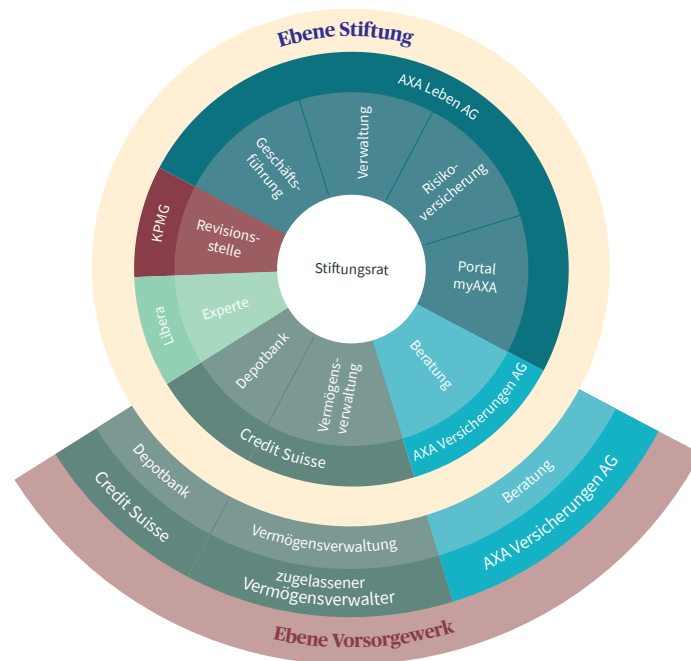 Ebene Stiftung
AXA Leben AG
Geschäfts-
führung
Verwaltung
Risiko-
versicherung
Portal
myAXA
KPMG
Revisions-
stelle
Stiftungsrat
Libera
Experte
Depotbank
Vermögens-
verwaltung
Beratung
Credit Suisse
AXA Versicherungen AG
Depotbank
Vermögensverwaltung
Beratung
Credit Suisse
zugelassener
Vermögensverwalter
AXA Versicherungen AG
Ebene Vorsorgewerk